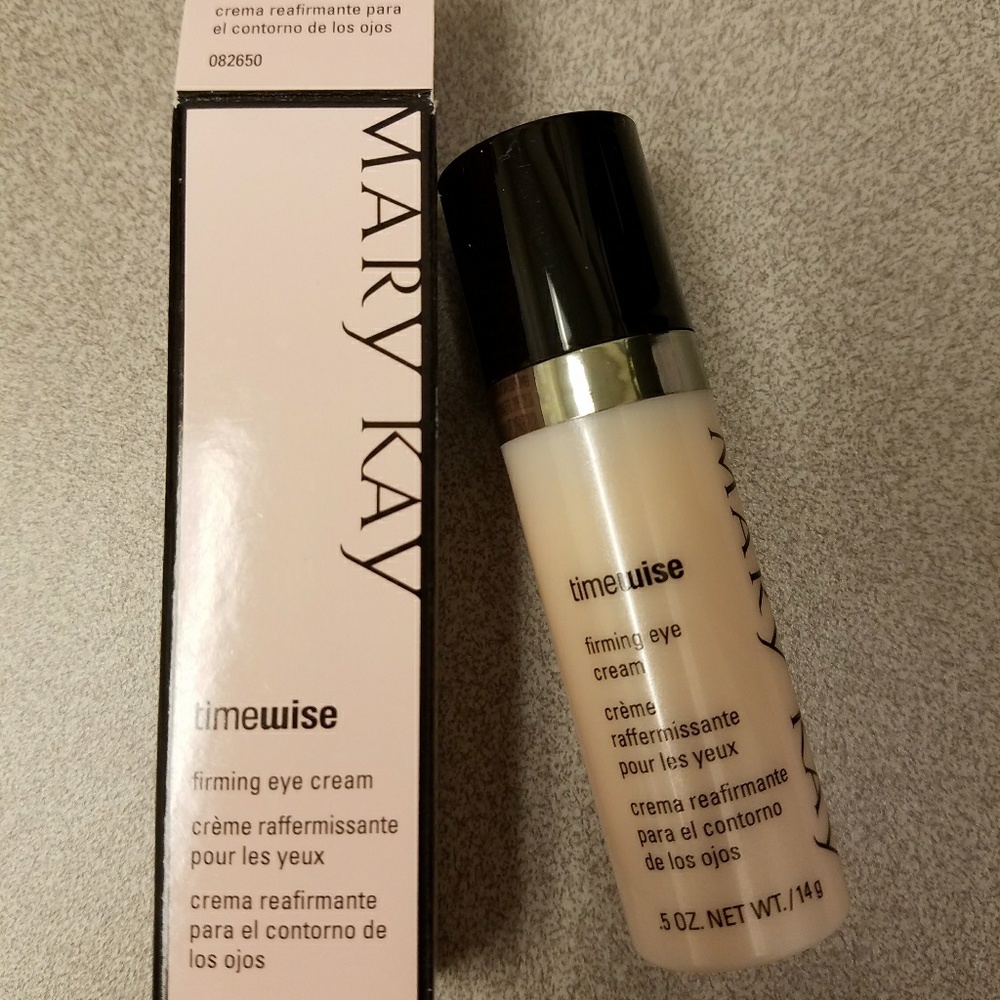 crema reafirmante para
el contorno de los ojos
082650
MARY KAY
timewise
firming eye cream
crème raffermissante
pour les yeux
crema reafirmante
para el contorno de
los ojos
MARY KAY
timewise
firming eye
cream
crème
raffermissante
pour les yeux
crema reafirmante
para el contorno
de los ojos
.5 OZ. NET WT./14 g